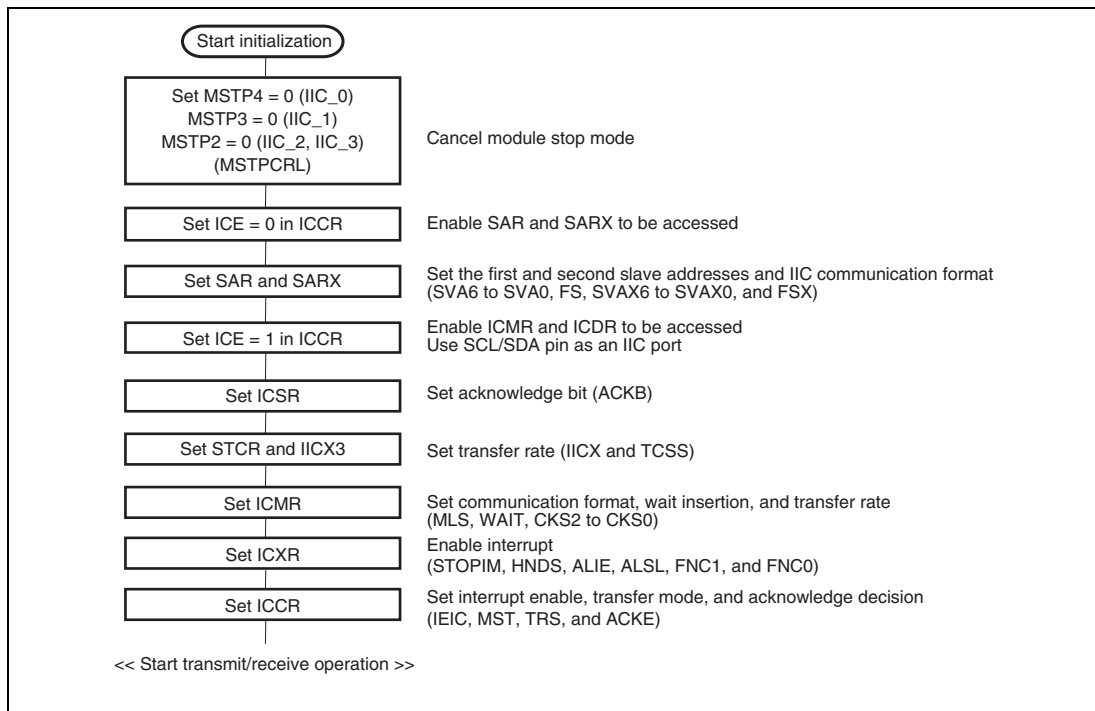 Start initialization
Set MSTP4 = 0 (IIC_0)
MSTP3 = 0 (IIC_1)
MSTP2 = 0 (IIC_2, IIC_3)
(MSTPCRL)
Cancel module stop mode
Set ICE = 0 in ICCR
Enable SAR and SARX to be accessed
Set SAR and SARX
Set the first and second slave addresses and IIC communication format
(SVA6 to SVA0, FS, SVAX6 to SVAX0, and FSX)
Set ICE = 1 in ICCR
Enable ICMR and ICDR to be accessed
Use SCL/SDA pin as an IIC port
Set ICSR
Set acknowledge bit (ACKB)
Set STCR and IICX3
Set transfer rate (IICX and TCSS)
Set ICMR
Set communication format, wait insertion, and transfer rate
(MLS, WAIT, CKS2 to CKS0)
Set ICXR
Enable interrupt
(STOPIM, HNDS, ALIE, ALSL, FNC1, and FNC0)
Set ICCR
Set interrupt enable, transfer mode, and acknowledge decision
(IEIC, MST, TRS, and ACKE)
<< Start transmit/receive operation >>